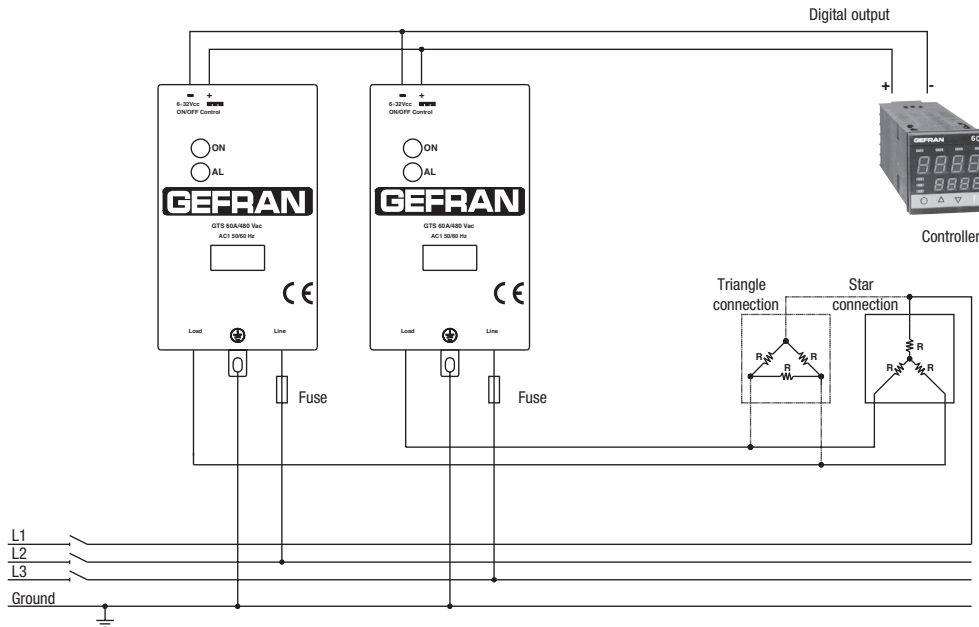 Digital output
- +
6-32Vcc
ON/OFF Control
ON
AL
GEFRAN
GTS 60A/480 Vac
AC1 50/60 Hz
CE
Load
Line
Fuse
- +
6-32Vcc
ON/OFF Control
ON
AL
GEFRAN
GTS 60A/480 Vac
AC1 50/60 Hz
CE
Load
Line
Fuse
+ -
GEFRAN
Controller
Triangle
connection
R
R
R
Star
connection
R
R
R
L1
L2
L3
Ground